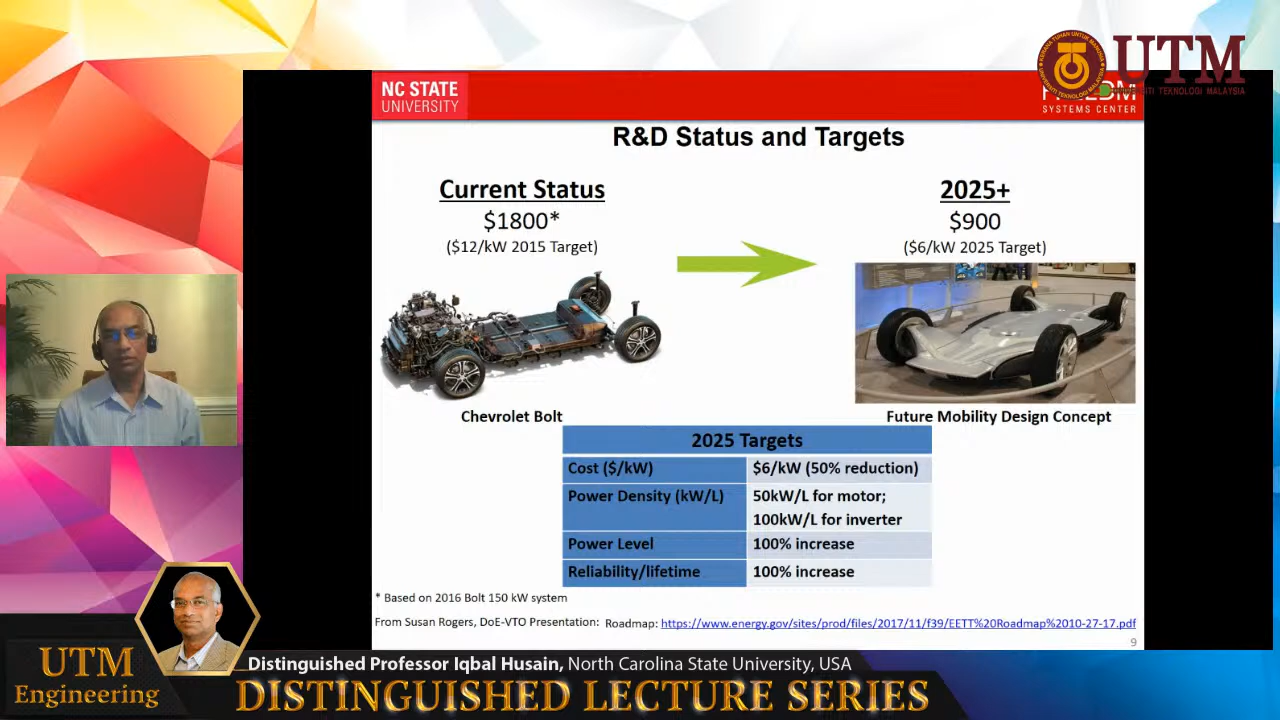 UTM
UNIVERSITI TEKNOLOGI MALAYSIA
NC STATE
UNIVERSITY
SYSTEMS CENTER
R&D Status and Targets
Current Status
$1800*
($12/kW 2015 Target)
2025+
$900
($6/kW 2025 Target)
Chevrolet Bolt
Future Mobility Design Concept
2025 Targets
Cost ($/kW) $6/kW (50% reduction)
Power Density (kW/L) 50kW/L for motor;
100kW/L for inverter
Power Level 100% increase
Reliability/lifetime 100% increase
* Based on 2016 Bolt 150 kW system
From Susan Rogers, DoE-VTO Presentation: Roadmap: https://www.energy.gov/sites/prod/files/2017/11/f39/EETT%20Roadmap%2010-27-17.pdf
9
UTM
Engineering
Distinguished Professor Iqbal Husain, North Carolina State University, USA
DISTINGUISHED LECTURE SERIES